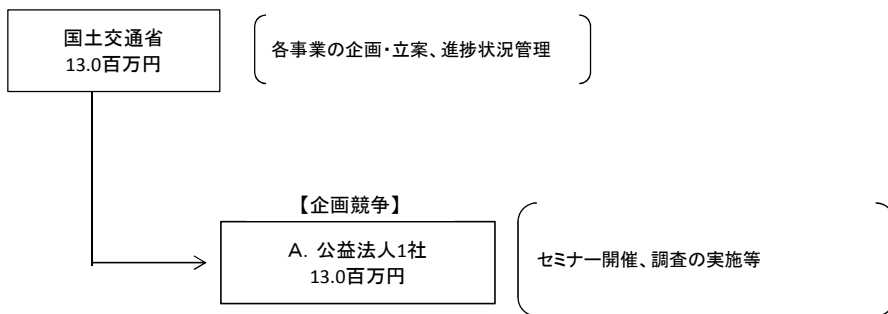 国土交通省
13.0百万円
各事業の企画・立案、進捗状況管理
【企画競争】
A．公益法人1社
13.0百万円
セミナー開催、調査の実施等